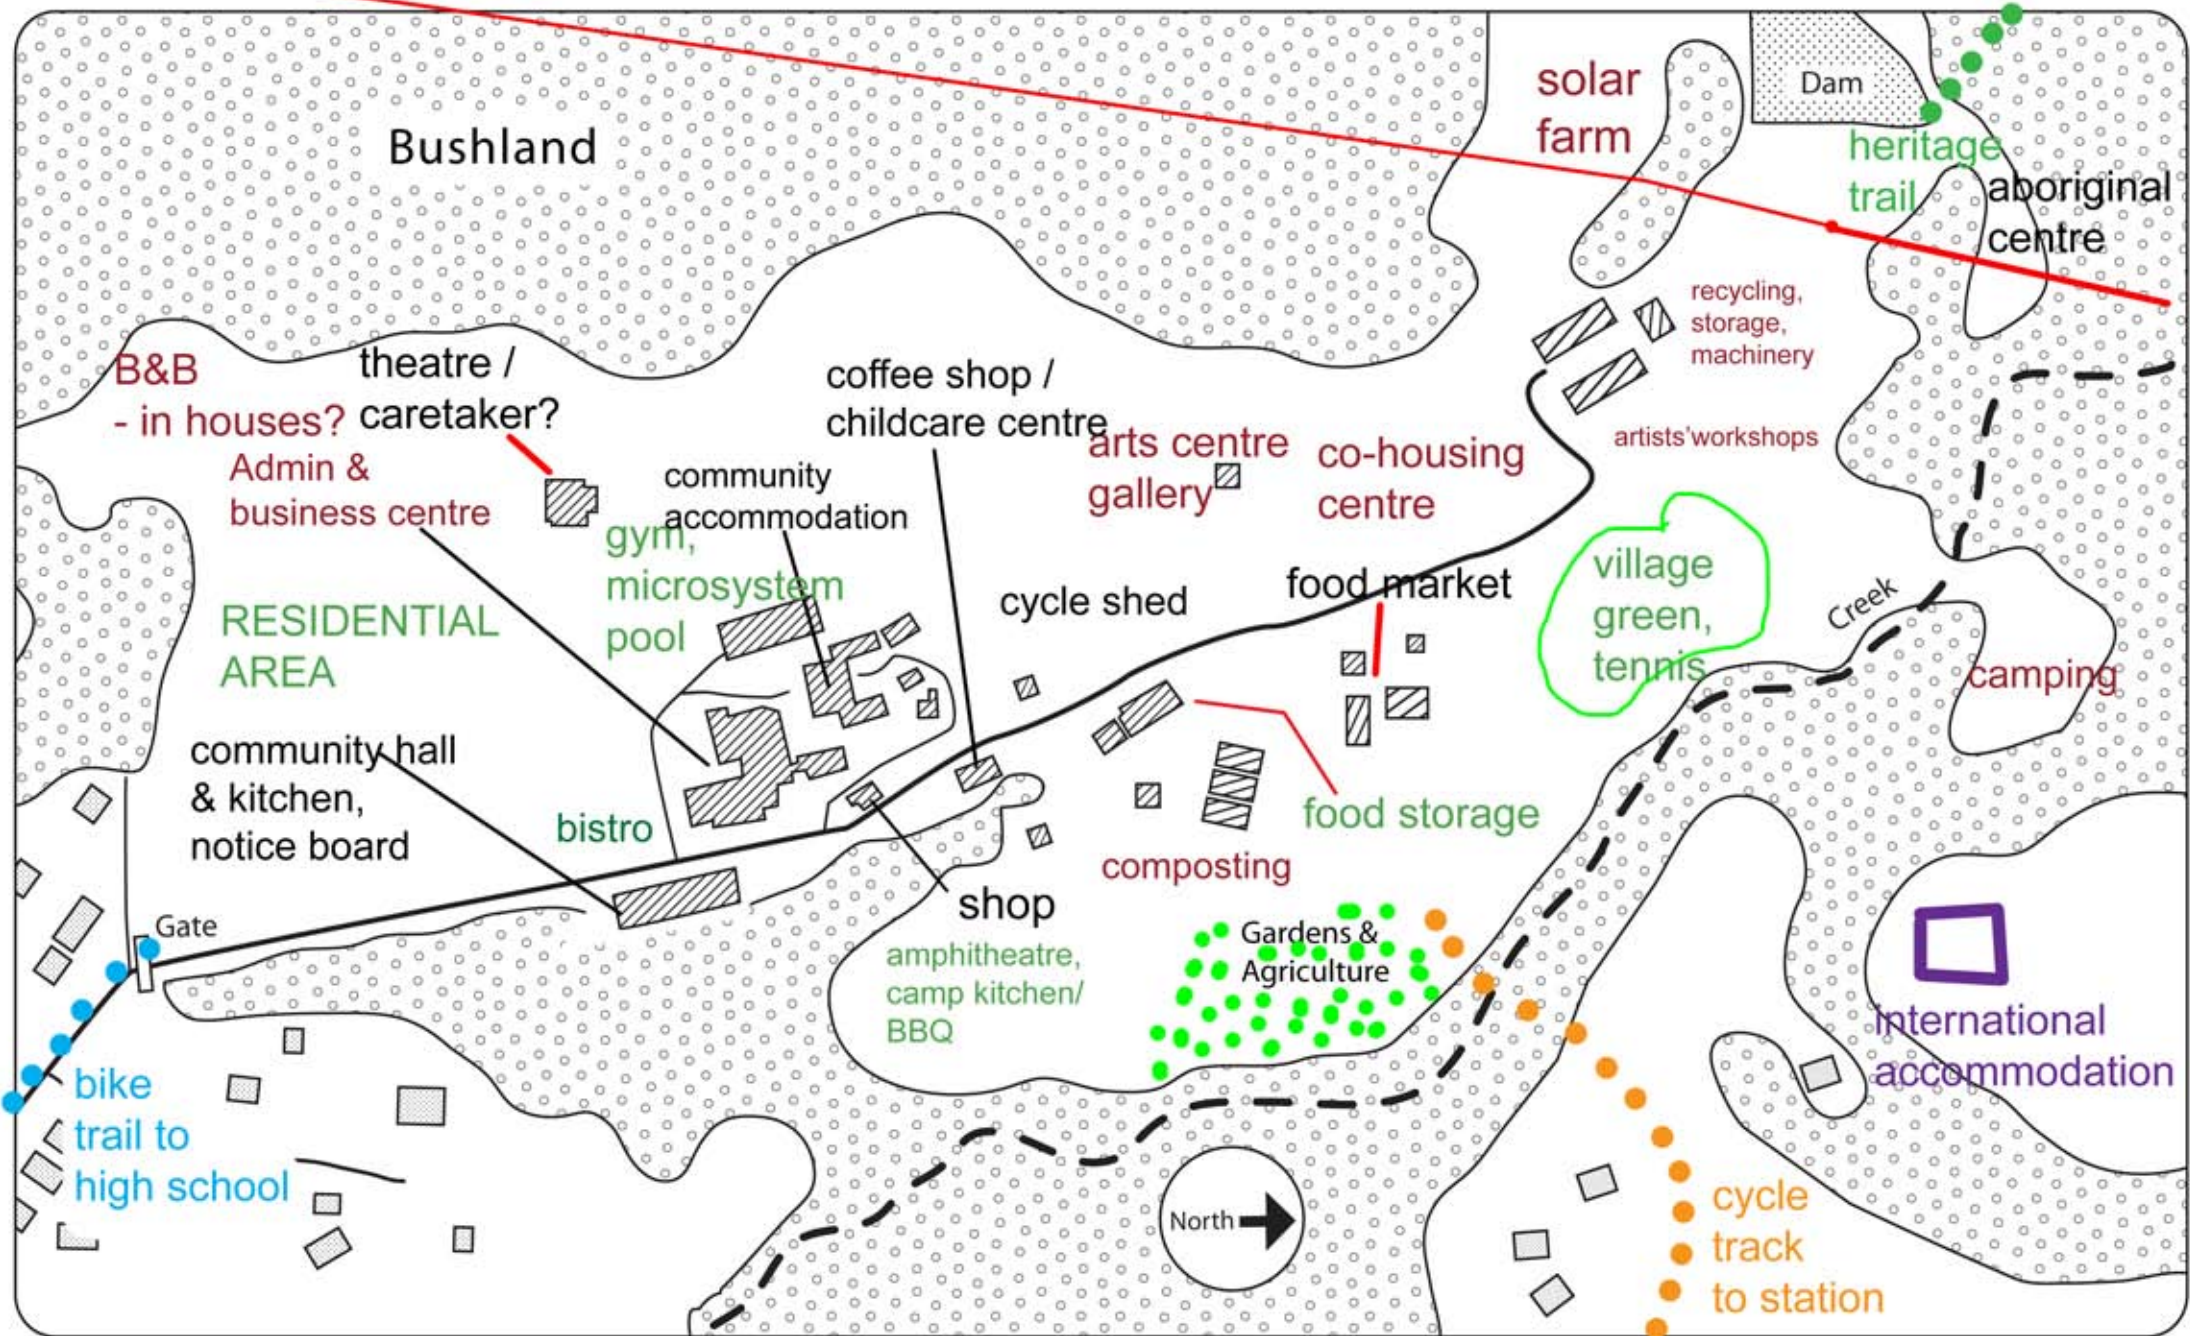 Bushland
solar
farm
Dam
heritage
trail
aboriginal
centre
recycling,
storage,
machinery
B&B
- in houses?
theatre /
caretaker?
Admin &
business centre
coffee shop /
childcare centre
community
accommodation
arts centre
gallery
co-housing
centre
artists'workshops
gym,
microsystem
pool
RESIDENTIAL
AREA
cycle shed
food market
village
green,
tennis
Creek
camping
community hall
& kitchen,
notice board
bistro
food storage
composting
shop
Gate
amphitheatre,
camp kitchen/
BBQ
Gardens &
Agriculture
international
accommodation
bike
trail to
high school
North
cycle
track
to station